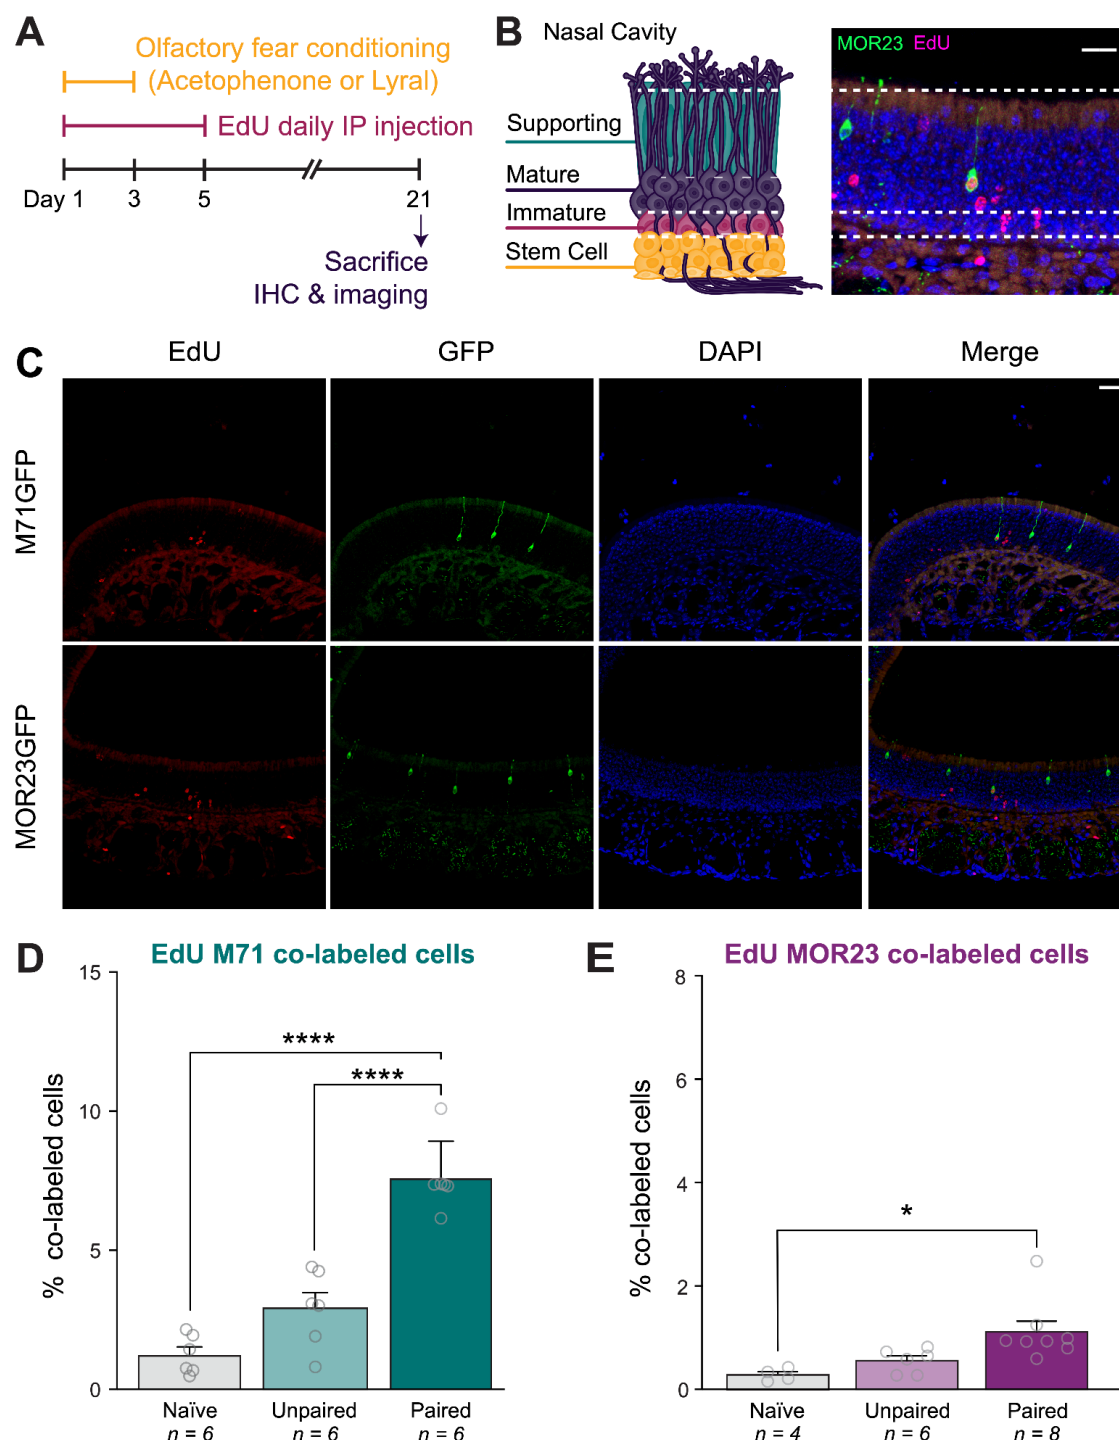 A
Olfactory fear conditioning
(Acetophenone or Lyral)
EdU daily IP injection
Day 1 3 5 21
Sacrifice
IHC & imaging
B
Nasal Cavity
Supporting
Mature
Immature
Stem Cell
MOR23 EdU
C
EdU GFP DAPI Merge
M71GFP
MOR23GFP
D
EdU M71 co-labeled cells
% co-labeled cells
15
10
5
0
****
****
Naïve Unpaired Paired
n = 6 n = 6 n = 6
E
EdU MOR23 co-labeled cells
% co-labeled cells
8
6
4
2
0
*
Naïve Unpaired Paired
n = 4 n = 6 n = 8